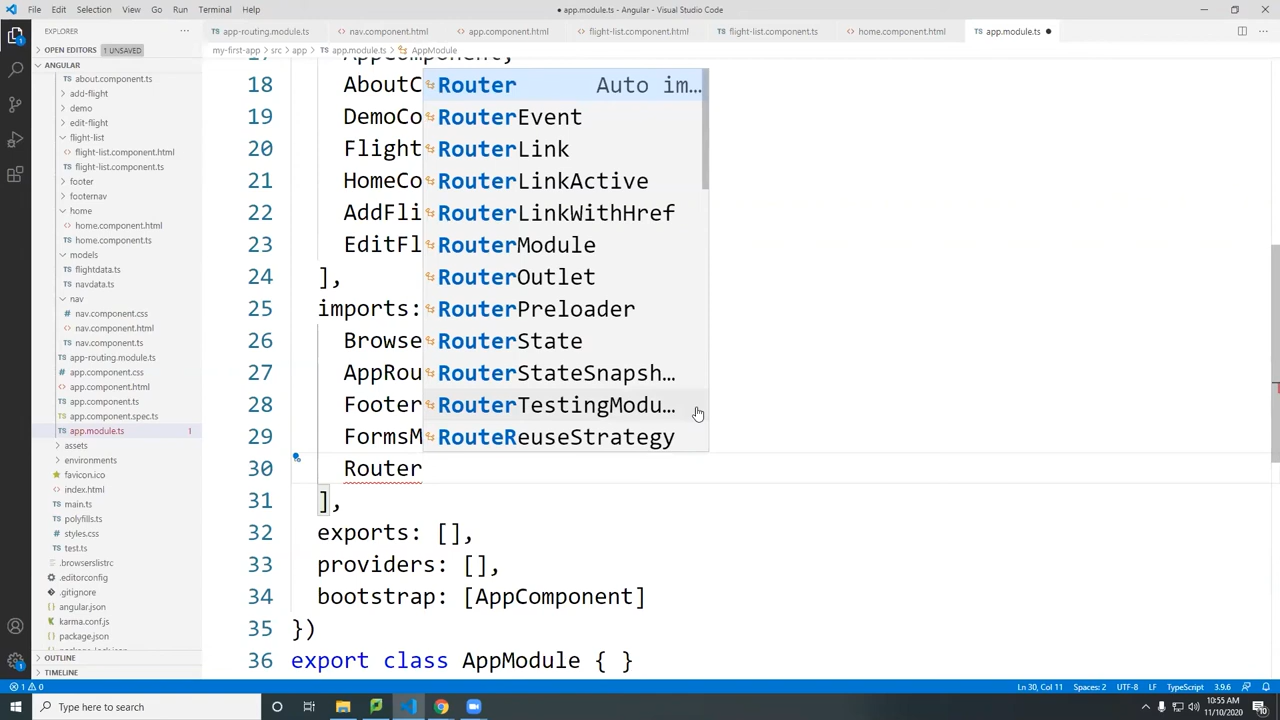 File Edit Selection View Go Run Terminal Help
app.module.ts - Angular - Visual Studio Code
EXPLORER
app-routing.module.ts nav.component.html app.component.html flight-list.component.html flight-list.component.ts home.component.html app.module.ts
OPEN EDITORS 1 UNSAVED
my-first-app > src > app > app.module.ts > AppModule
ANGULAR
about.component.ts
add-flight
demo
edit-flight
flight-list
flight-list.component.html
flight-list.component.ts
footer
footernav
home
home.component.html
home.component.ts
models
flightdata.ts
navdata.ts
nav
nav.component.css
nav.component.html
nav.component.ts
app-routing.module.ts
app.component.css
app.component.html
app.component.ts
app.component.spec.ts
app.module.ts 1
assets
environments
favicon.ico
index.html
main.ts
polyfills.ts
styles.css
test.ts
.browserslistrc
.editorconfig
.gitignore
angular.json
karma.conf.js
package.json
OUTLINE
TIMELINE
17 AppComponent,
18 AboutC
19 DemoCo
20 Flight
21 HomeCo
22 AddFli
23 EditFl
24 ],
25 imports:
26 Browse
27 AppRou
28 Footer
29 FormsM
30 Router
31 ],
32 exports: [],
33 providers: [],
34 bootstrap: [AppComponent]
35 })
36 export class AppModule { }
Router Auto im…
RouterEvent
RouterLink
RouterLinkActive
RouterLinkWithHref
RouterModule
RouterOutlet
RouterPreloader
RouterState
RouterStateSnapsh…
RouterTestingModu…
RouteReuseStrategy
1 0
Ln 30, Col 11 Spaces: 2 UTF-8 LF TypeScript 3.9.6
Type here to search
10:55 AM
11/10/2020